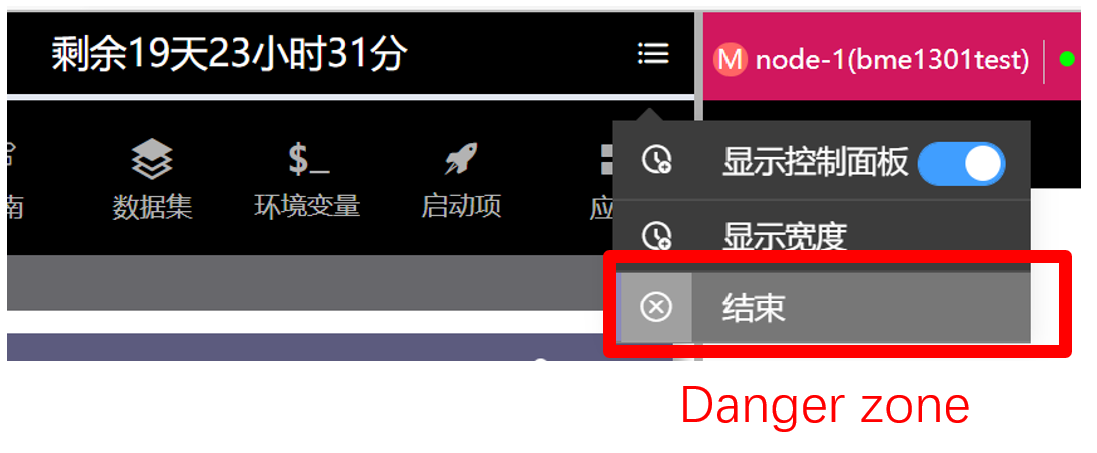 剩余19天23小时31分
M node-1(bme1301test)
南
数据集
$_
环境变量
启动项
应
显示控制面板
显示宽度
结束
Danger zone